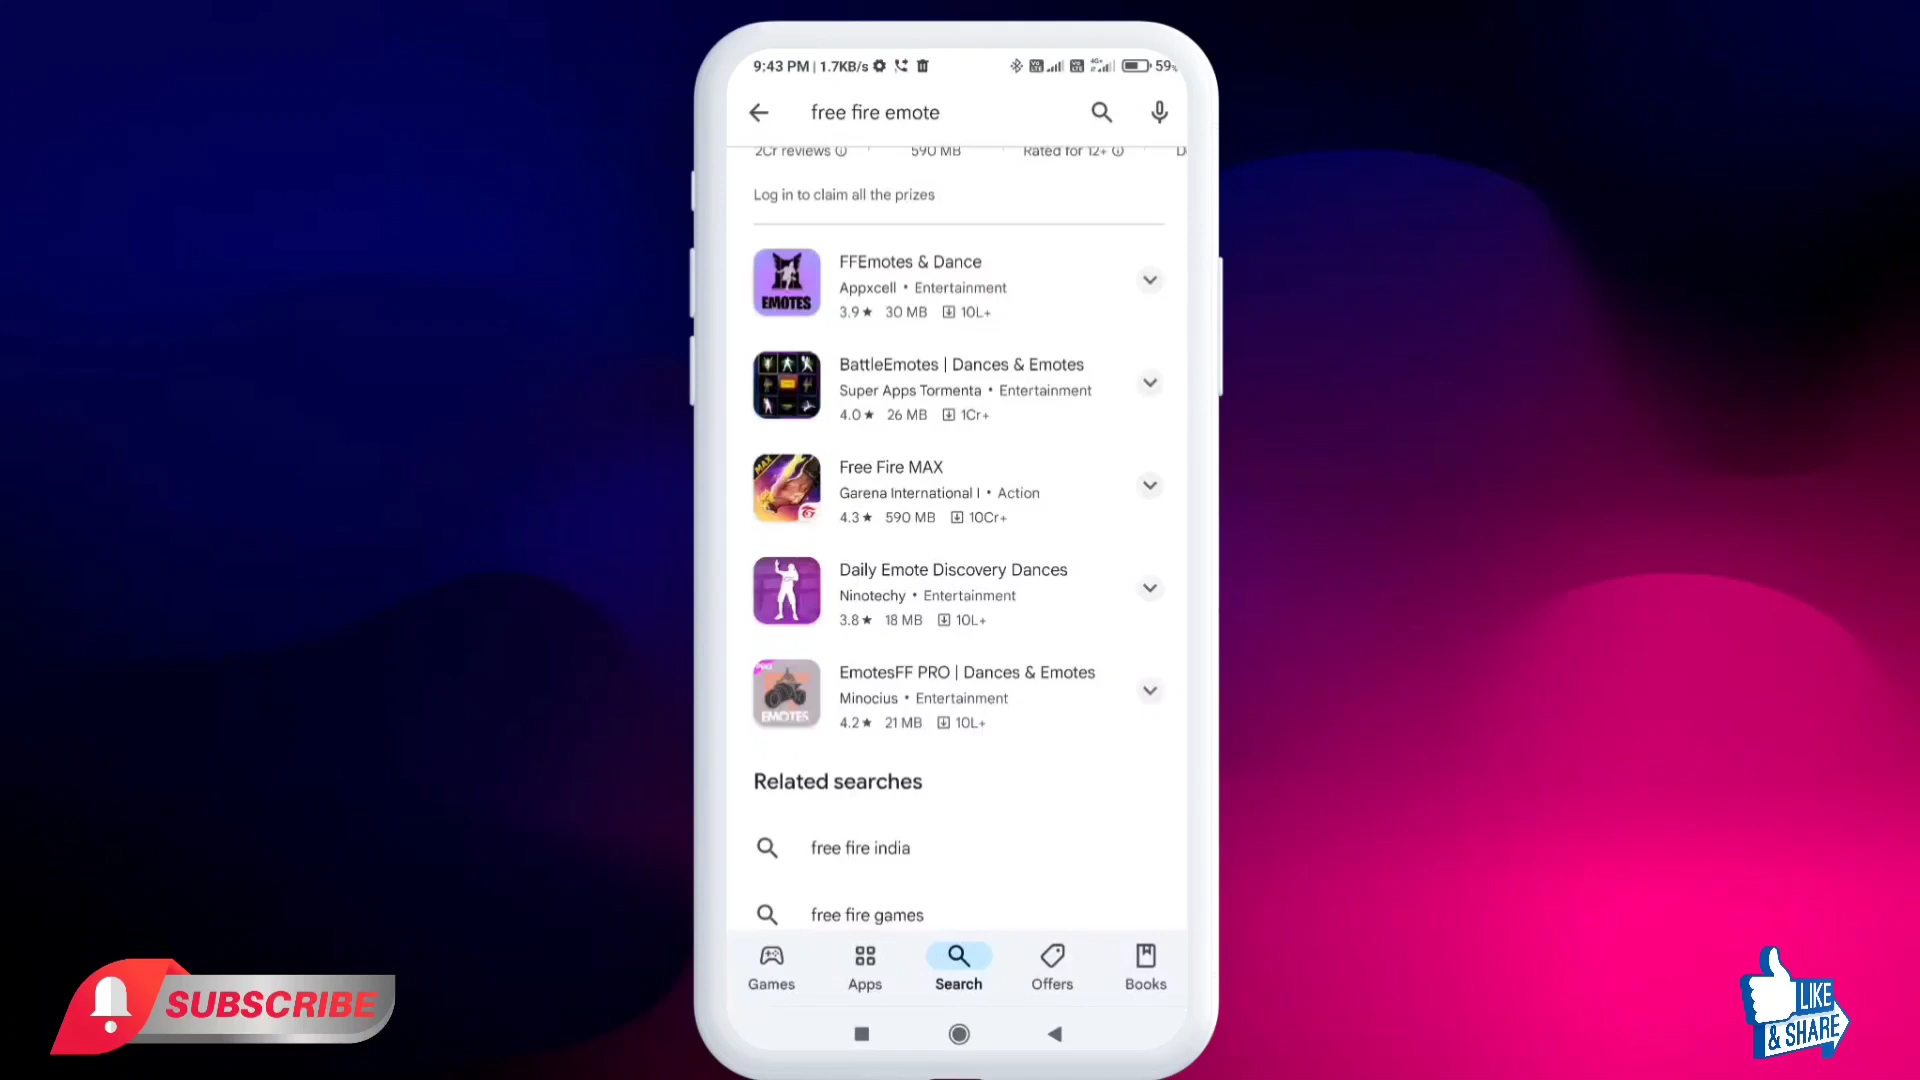 9:43 PM | 1.7KB/s
59%
free fire emote
2Cr reviews
590 MB
Rated for 12+
D
Log in to claim all the prizes
EMOTES
FFEmotes & Dance
Appxcell • Entertainment
3.9★ 30 MB 10L+
BattleEmotes | Dances & Emotes
Super Apps Tormenta • Entertainment
4.0★ 26 MB 1Cr+
MAX
Free Fire MAX
Garena International I • Action
4.3★ 590 MB 10Cr+
Daily Emote Discovery Dances
Ninotechy • Entertainment
3.8★ 18 MB 10L+
PRO
EMOTES
EmotesFF PRO | Dances & Emotes
Minocius • Entertainment
4.2★ 21 MB 10L+
Related searches
free fire india
free fire games
Games Apps Search Offers Books
SUBSCRIBE
LIKE
& SHARE